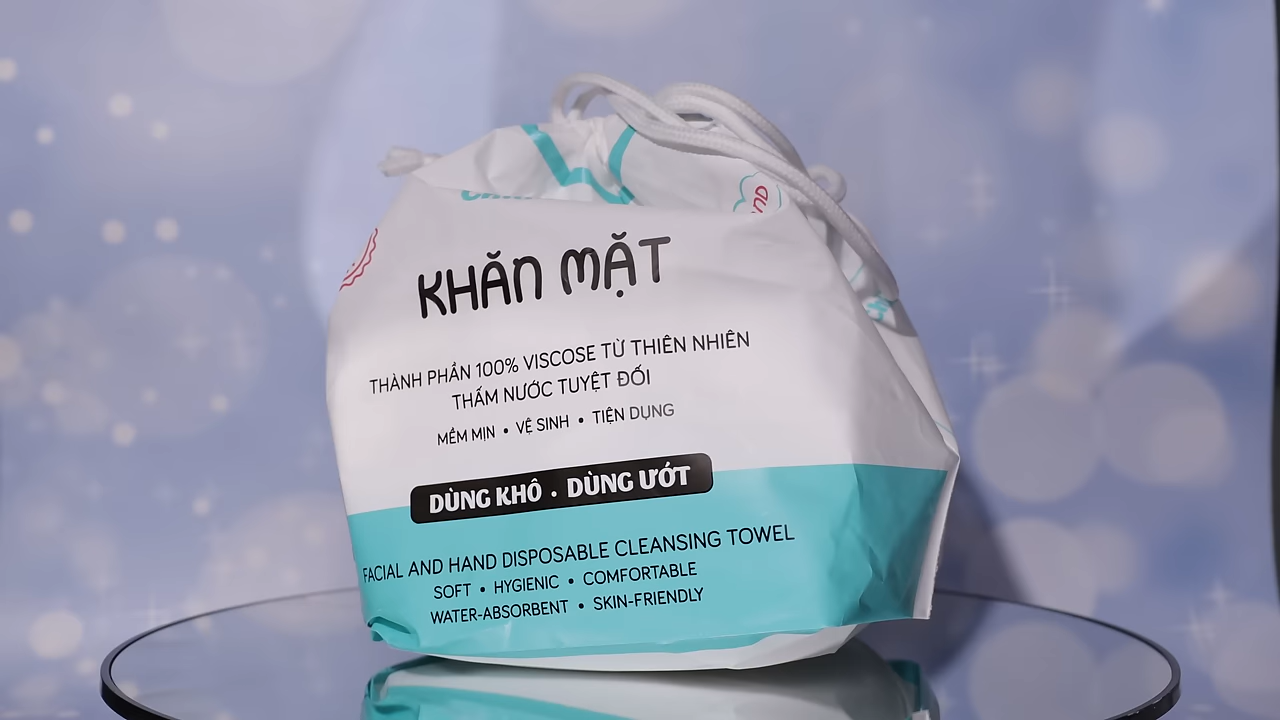 KHĂN MẶT
THÀNH PHẦN 100% VISCOSE TỪ THIÊN NHIÊN
THẤM NƯỚC TUYỆT ĐỐI
MỀM MỊN • VỆ SINH • TIỆN DỤNG
DÙNG KHÔ • DÙNG ƯỚT
FACIAL AND HAND DISPOSABLE CLEANSING TOWEL
SOFT • HYGIENIC • COMFORTABLE
WATER-ABSORBENT • SKIN-FRIENDLY